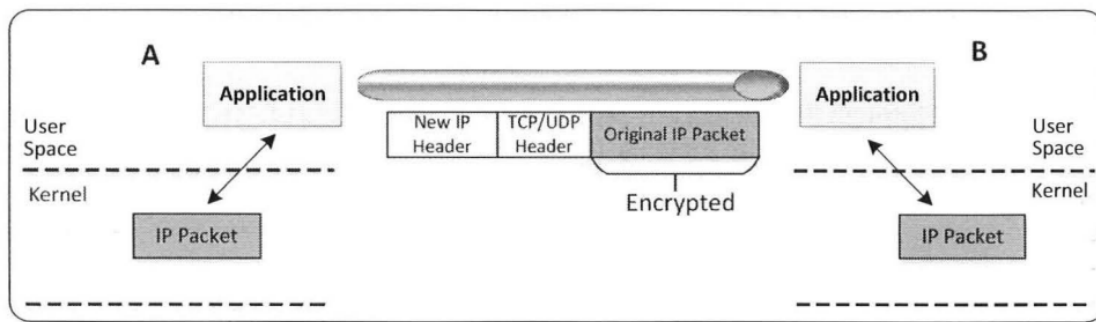 A
B
Application
Application
New IP
Header
TCP/UDP
Header
Original IP Packet
User
Space
User
Space
Kernel
Kernel
Encrypted
IP Packet
IP Packet